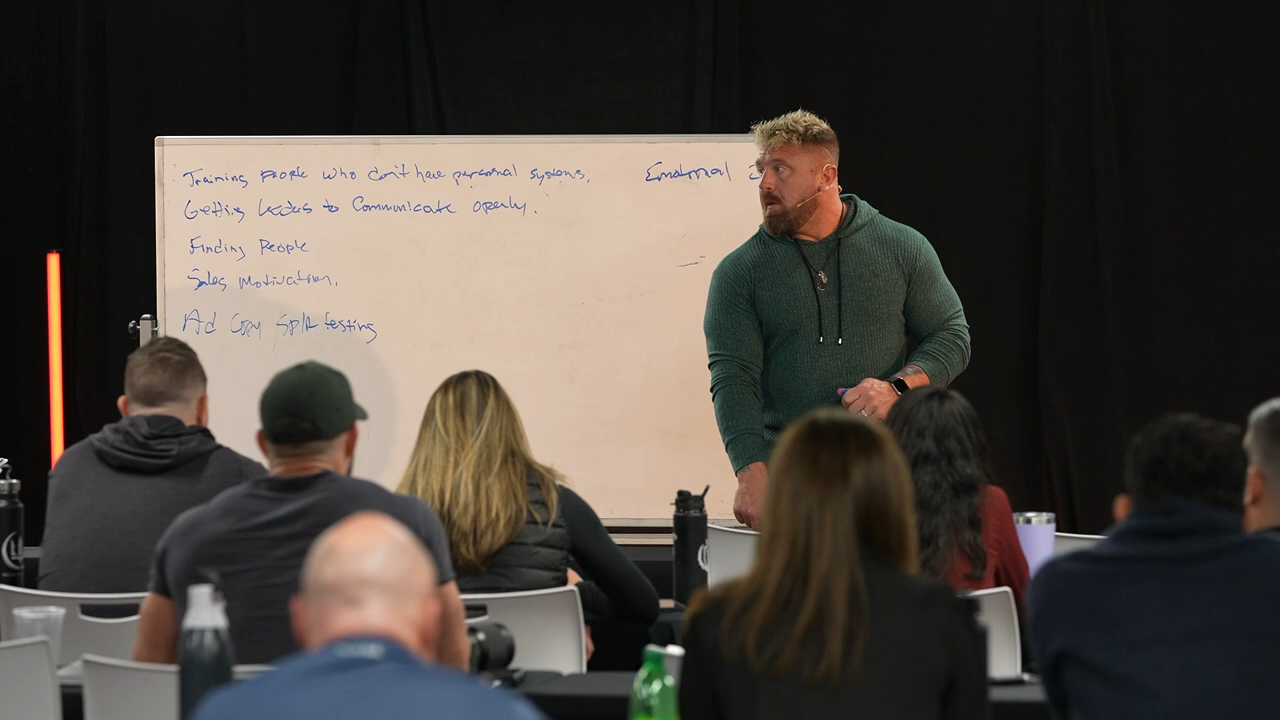 Training People who don't have personal systems.
Getting leaders to Communicate openly.
Finding People
Sales Motivation.
Ad Copy Split testing
Emotional